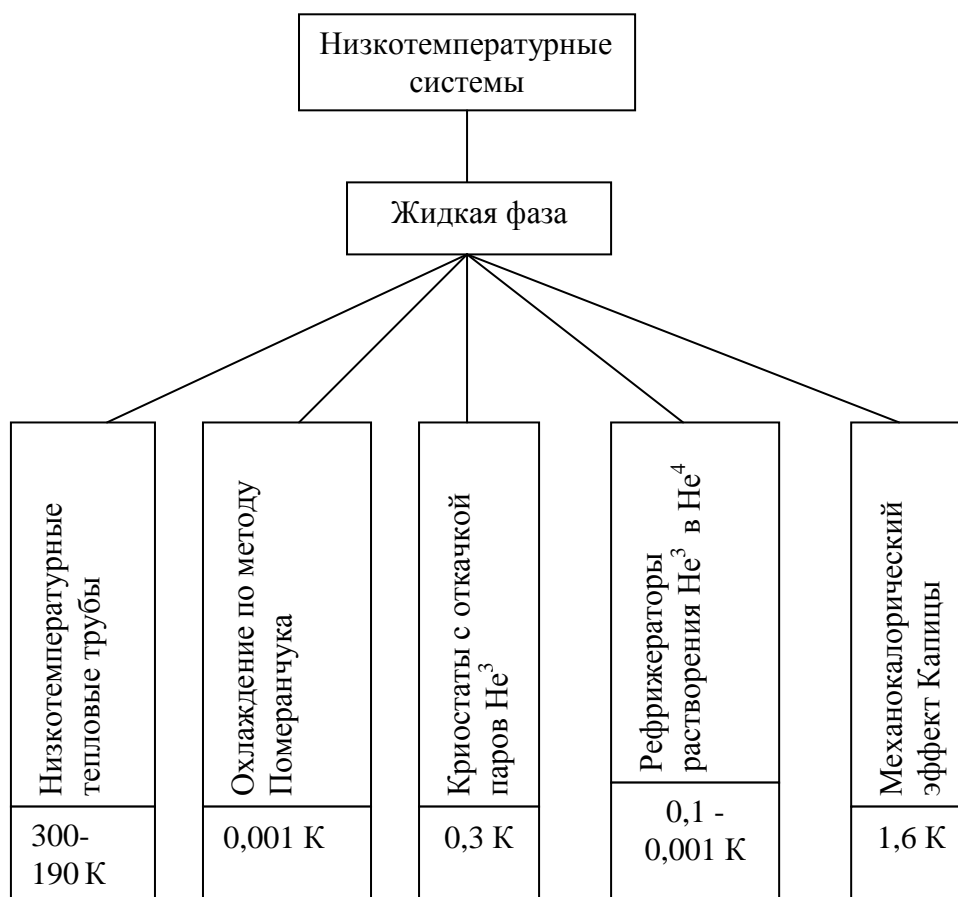 Низкотемпературные
системы
Жидкая фаза
Низкотемпературные
тепловые трубы
300-
190 К
Охлаждение по методу
Померанчука
0,001 К
Криостаты с откачкой
паров He³
0,3 К
Рефрижераторы
растворения He³ в He⁴
0,1 -
0,001 К
Механокалорический
эффект Капицы
1,6 К